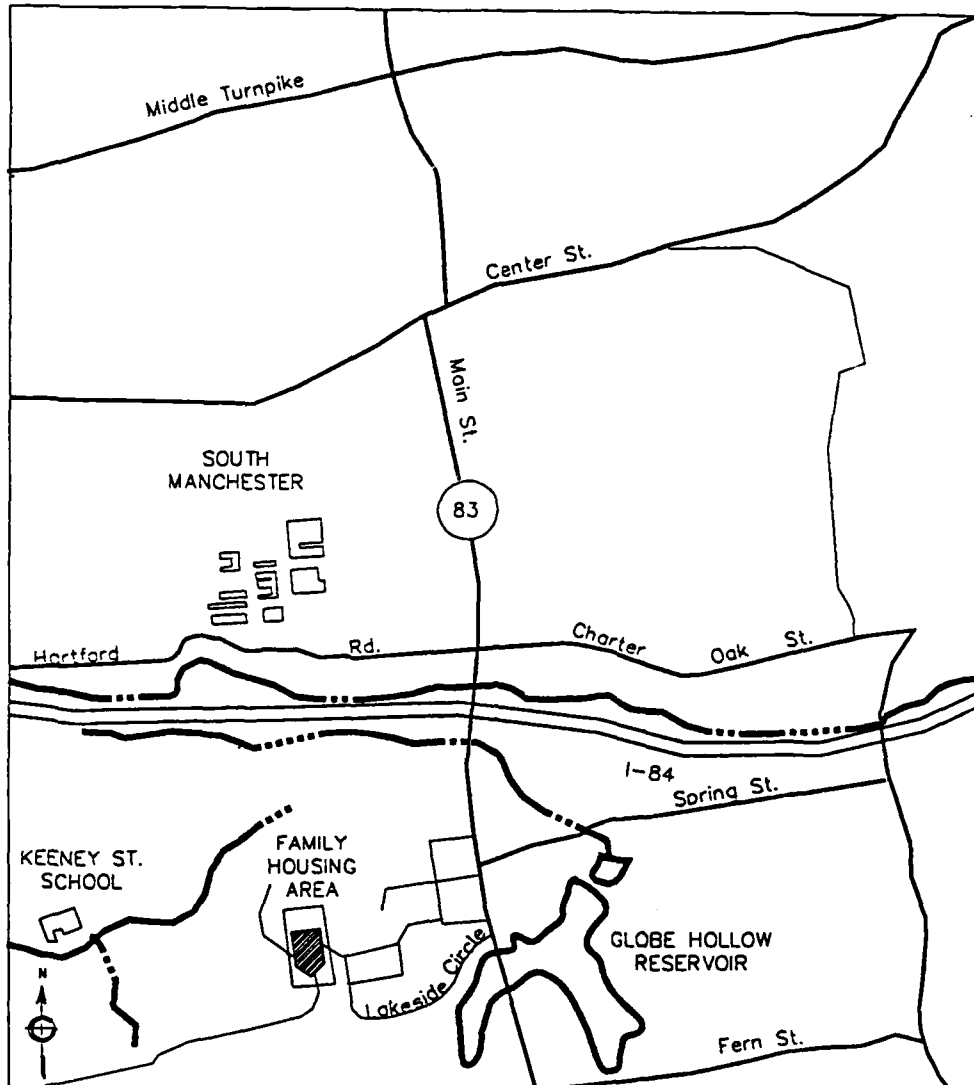 Middle Turnpike
Center St.
Main St.
SOUTH
MANCHESTER
83
Hartford Rd.
Charter Oak St.
I-84
Spring St.
KEENEY ST.
SCHOOL
FAMILY
HOUSING
AREA
GLOBE HOLLOW
RESERVOIR
Lakeside Circle
N
Fern St.